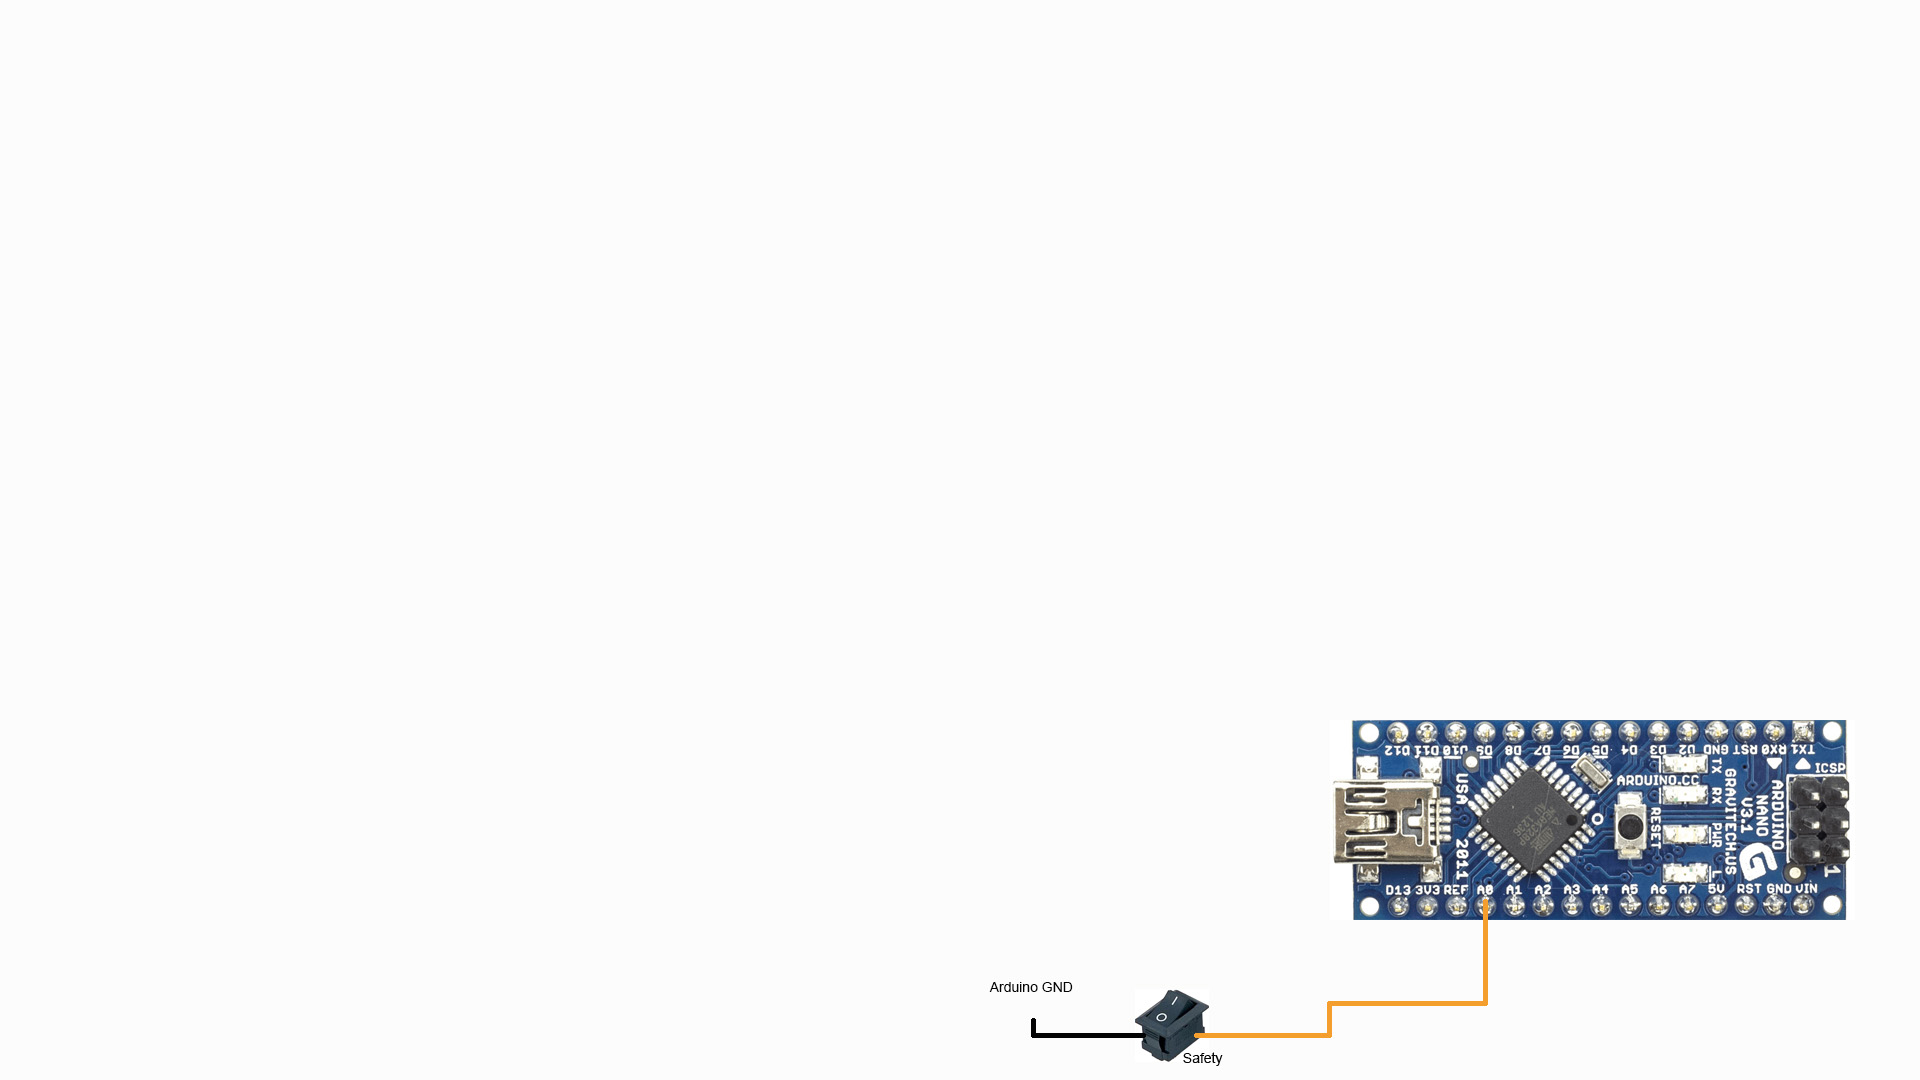 D12 D11 D10 D9 D8 D7 D6 D5 D4 D3 D2 GND RST RX0 TX1
ICSP
ARDUINO.CC
TX
RX
PWR
L
RESET
USA
2011
GRAVITECH.US
ARDUINO
NANO
V3.1
G
1
D13 3V3 REF A0 A1 A2 A3 A4 A5 A6 A7 5V RST GND VIN
Arduino GND
Safety